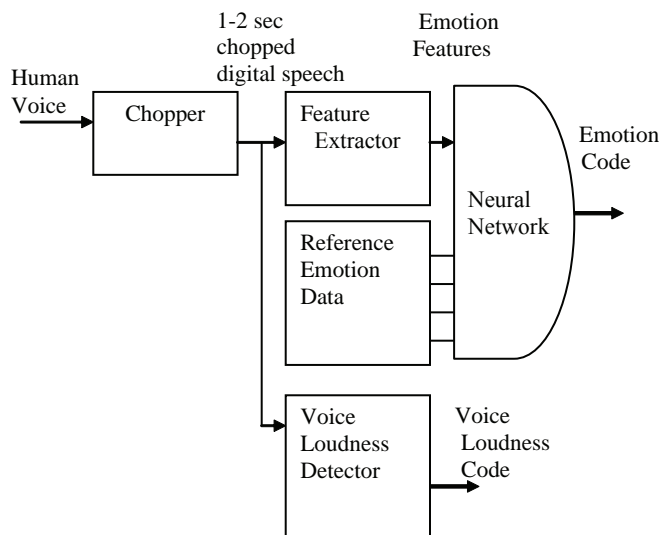 1-2 sec
chopped
digital speech
Emotion
Features
Human
Voice
Chopper
Feature
Extractor
Emotion
Code
Neural
Network
Reference
Emotion
Data
Voice
Loudness
Detector
Voice
Loudness
Code